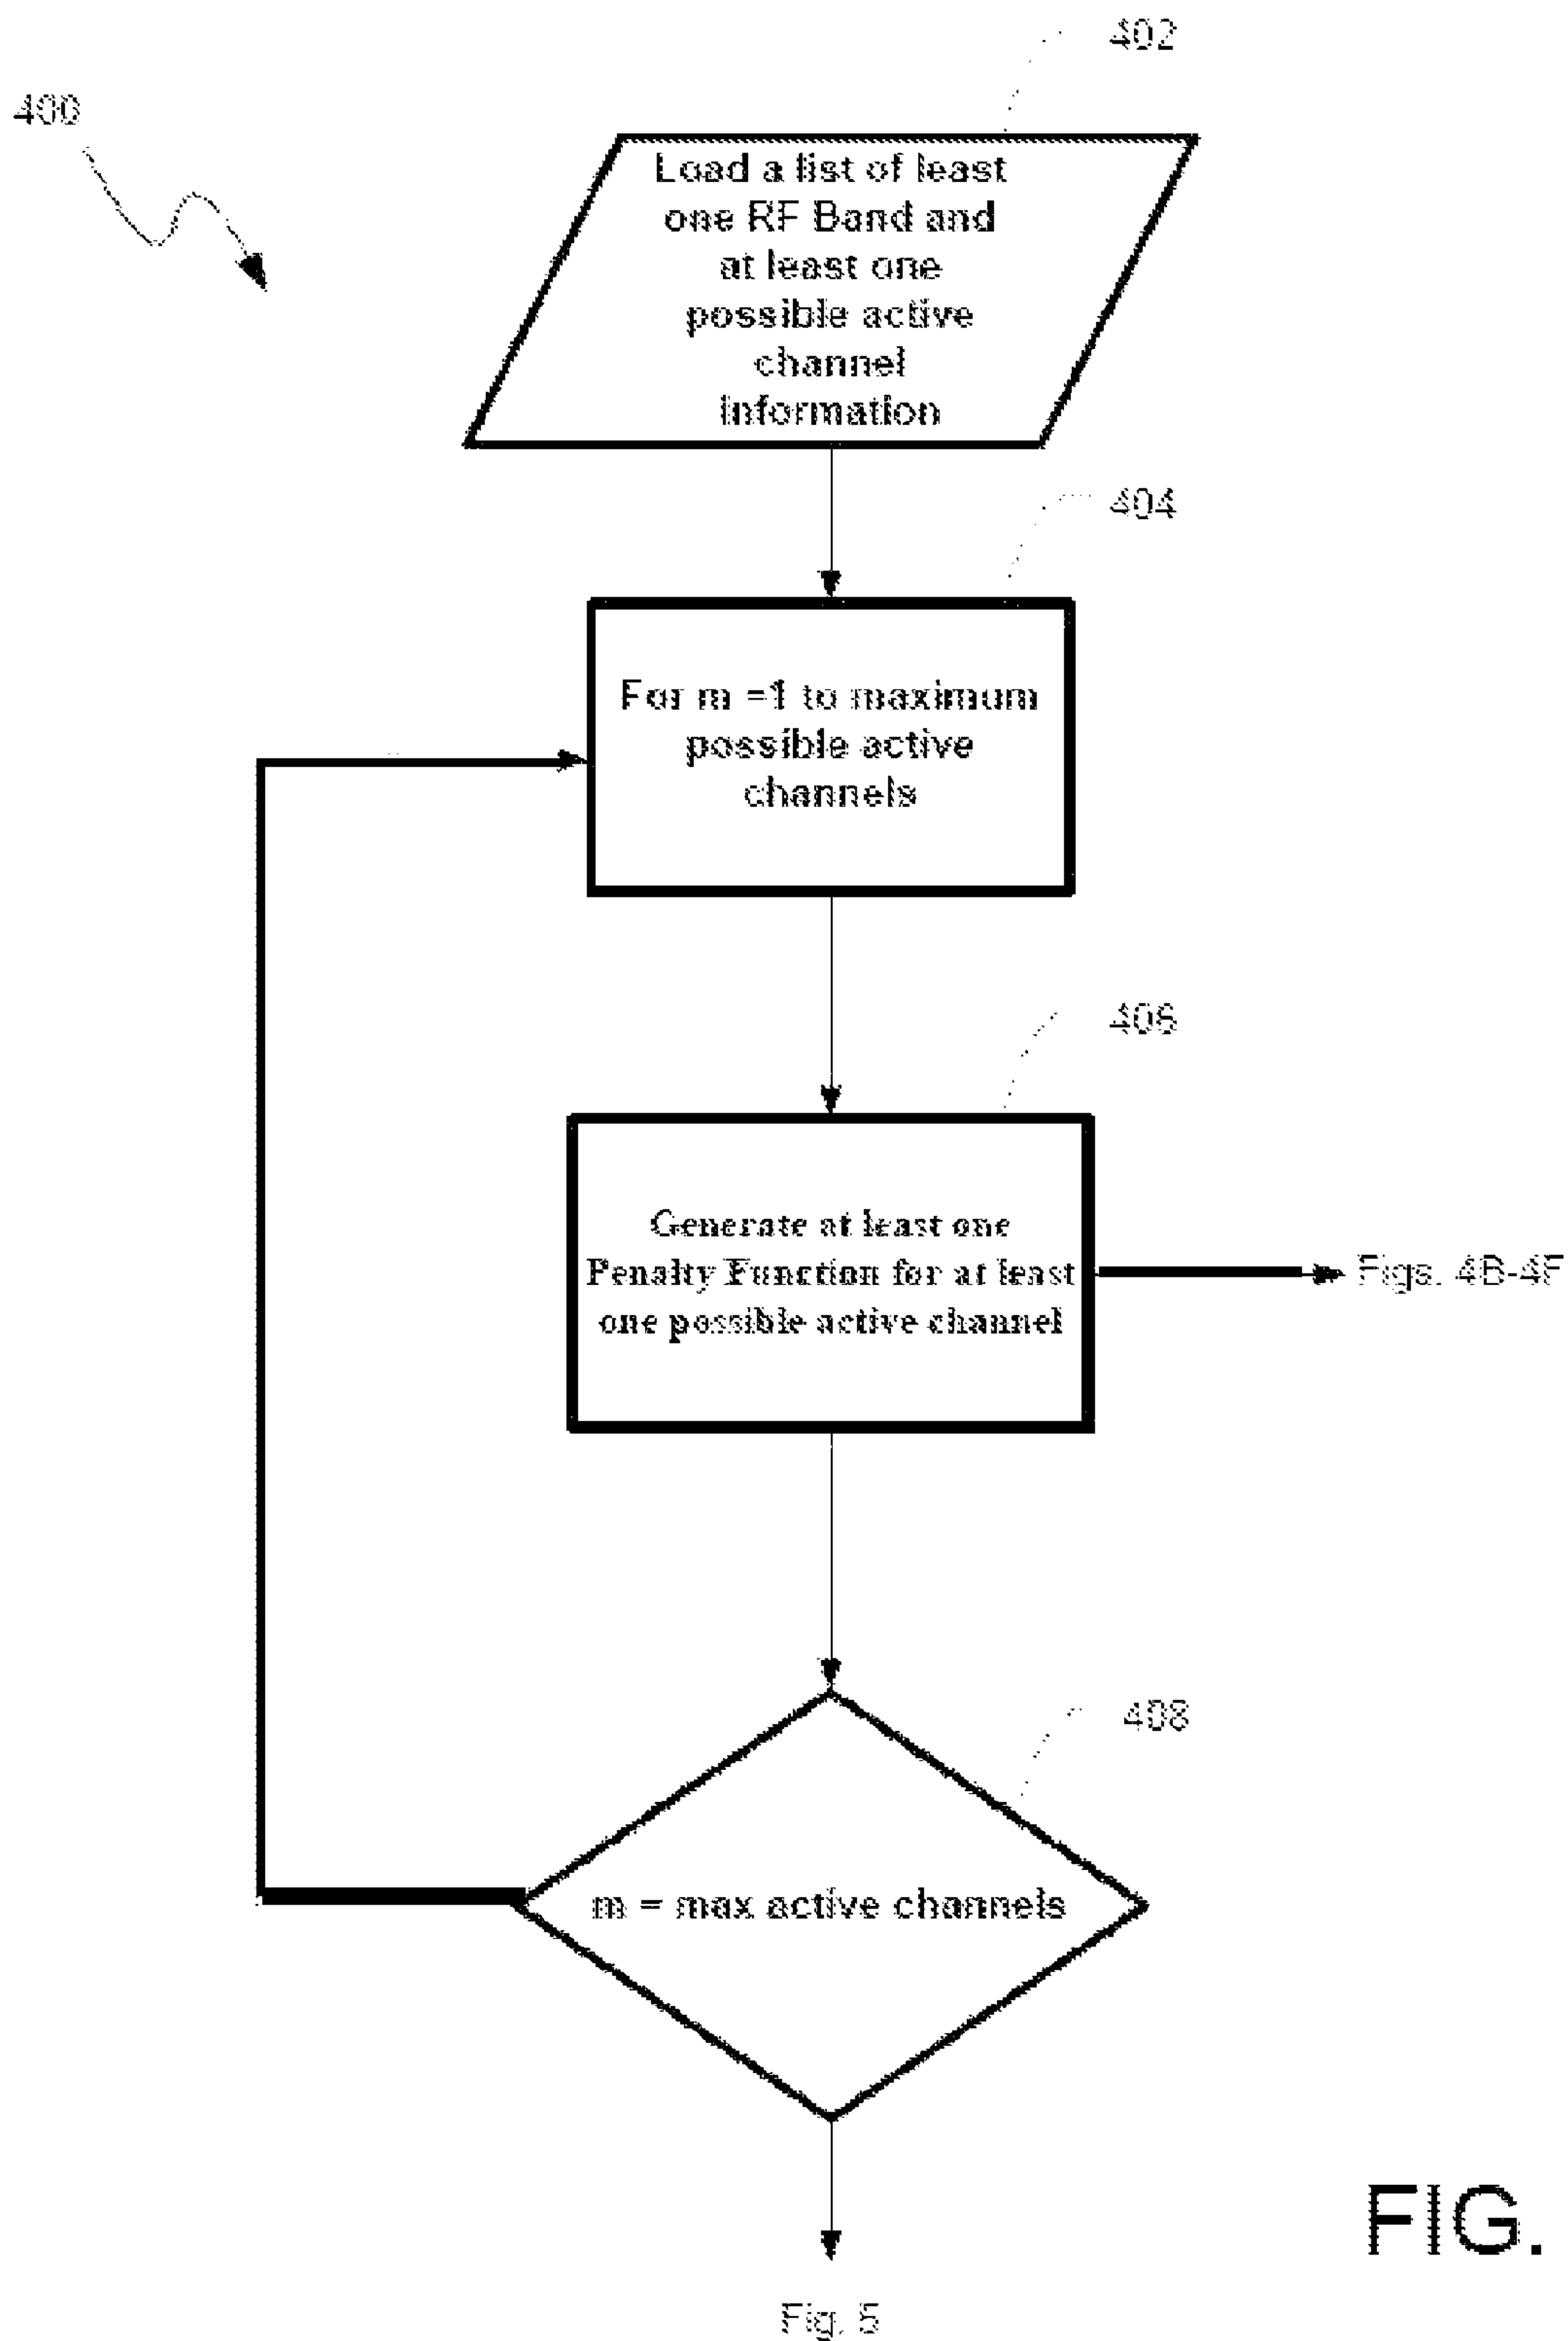 402
400
Load a list of least
one RF Band and
at least one
possible active
channel
Information
404
For m =1 to maximum
possible active
channels
406
Generate at least one
Penalty Function for at least
one possible active channel
Figs. 4B-4F
408
m = max active channels
FIG.
Fig. 5